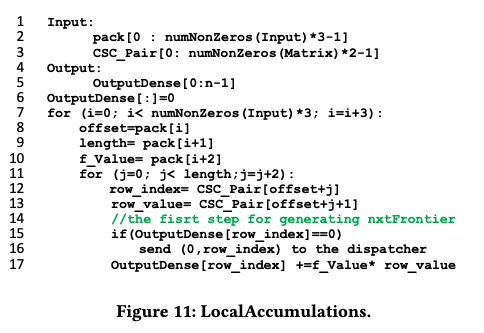 1 Input:
2 pack[0 : numNonZeros(Input)*3-1]
3 CSC_Pair[0: numNonZeros(Matrix)*2-1]
4 Output:
5 OutputDense[0:n-1]
6 OutputDense[:]=0
7 for (i=0; i< numNonZeros(Input)*3; i=i+3):
8 offset=pack[i]
9 length= pack[i+1]
10 f_Value= pack[i+2]
11 for (j=0; j< length;j=j+2):
12 row_index= CSC_Pair[offset+j]
13 row_value= CSC_Pair[offset+j+1]
14 //the fisrt step for generating nxtFrontier
15 if(OutputDense[row_index]==0)
16 send (0,row_index) to the dispatcher
17 OutputDense[row_index] +=f_Value* row_value
Figure 11: LocalAccumulations.